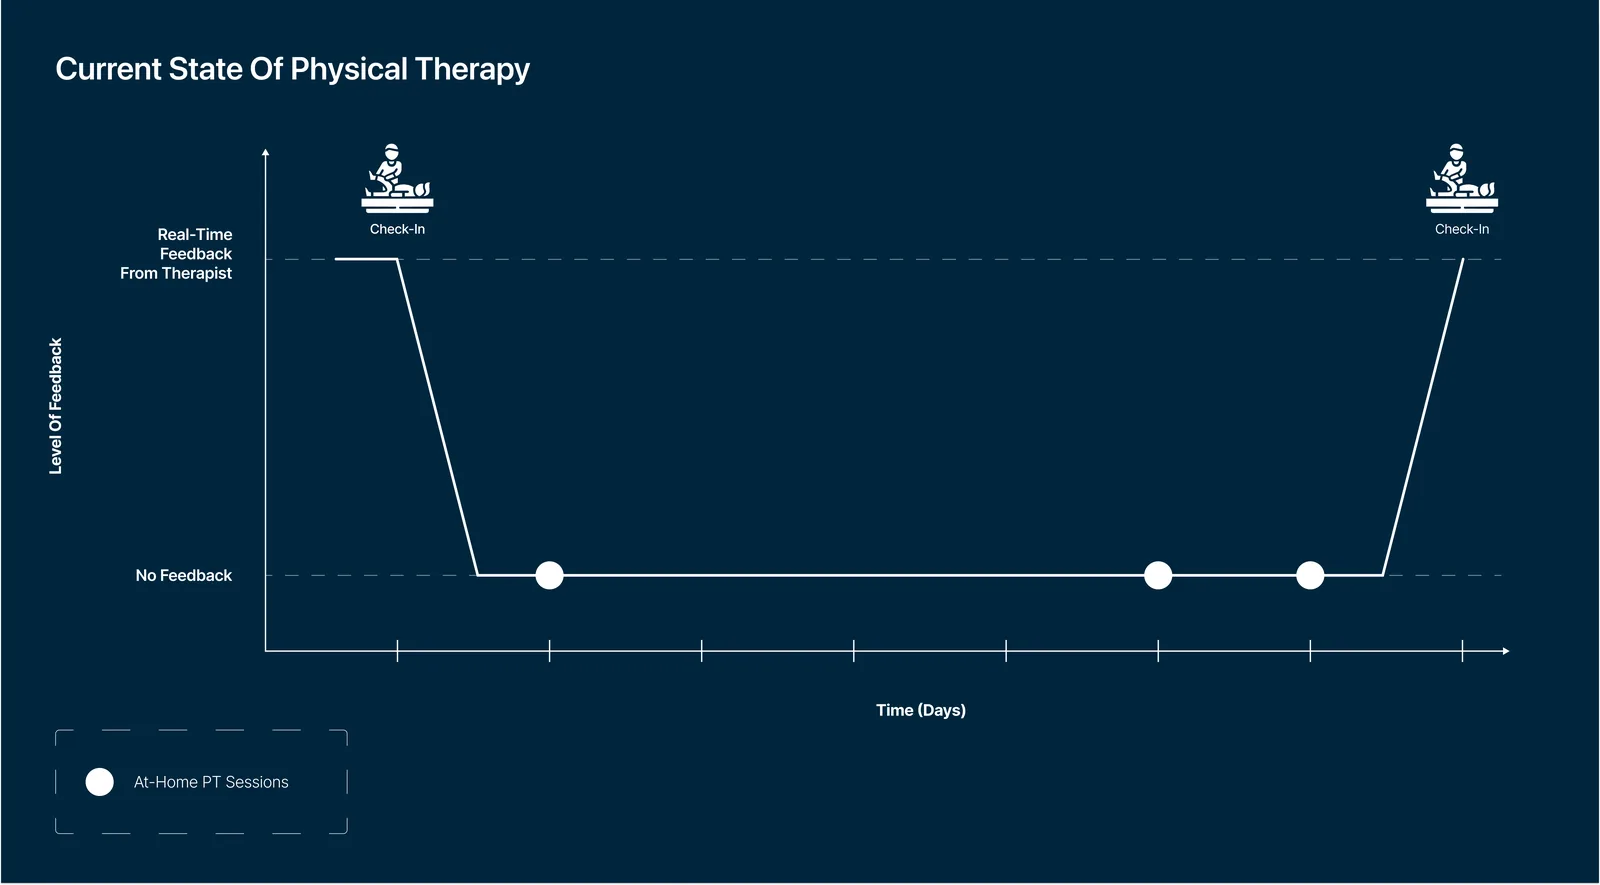 Current State Of Physical Therapy
Check-In
Check-In
Real-Time
Feedback
From Therapist
Level Of Feedback
No Feedback
Time (Days)
At-Home PT Sessions